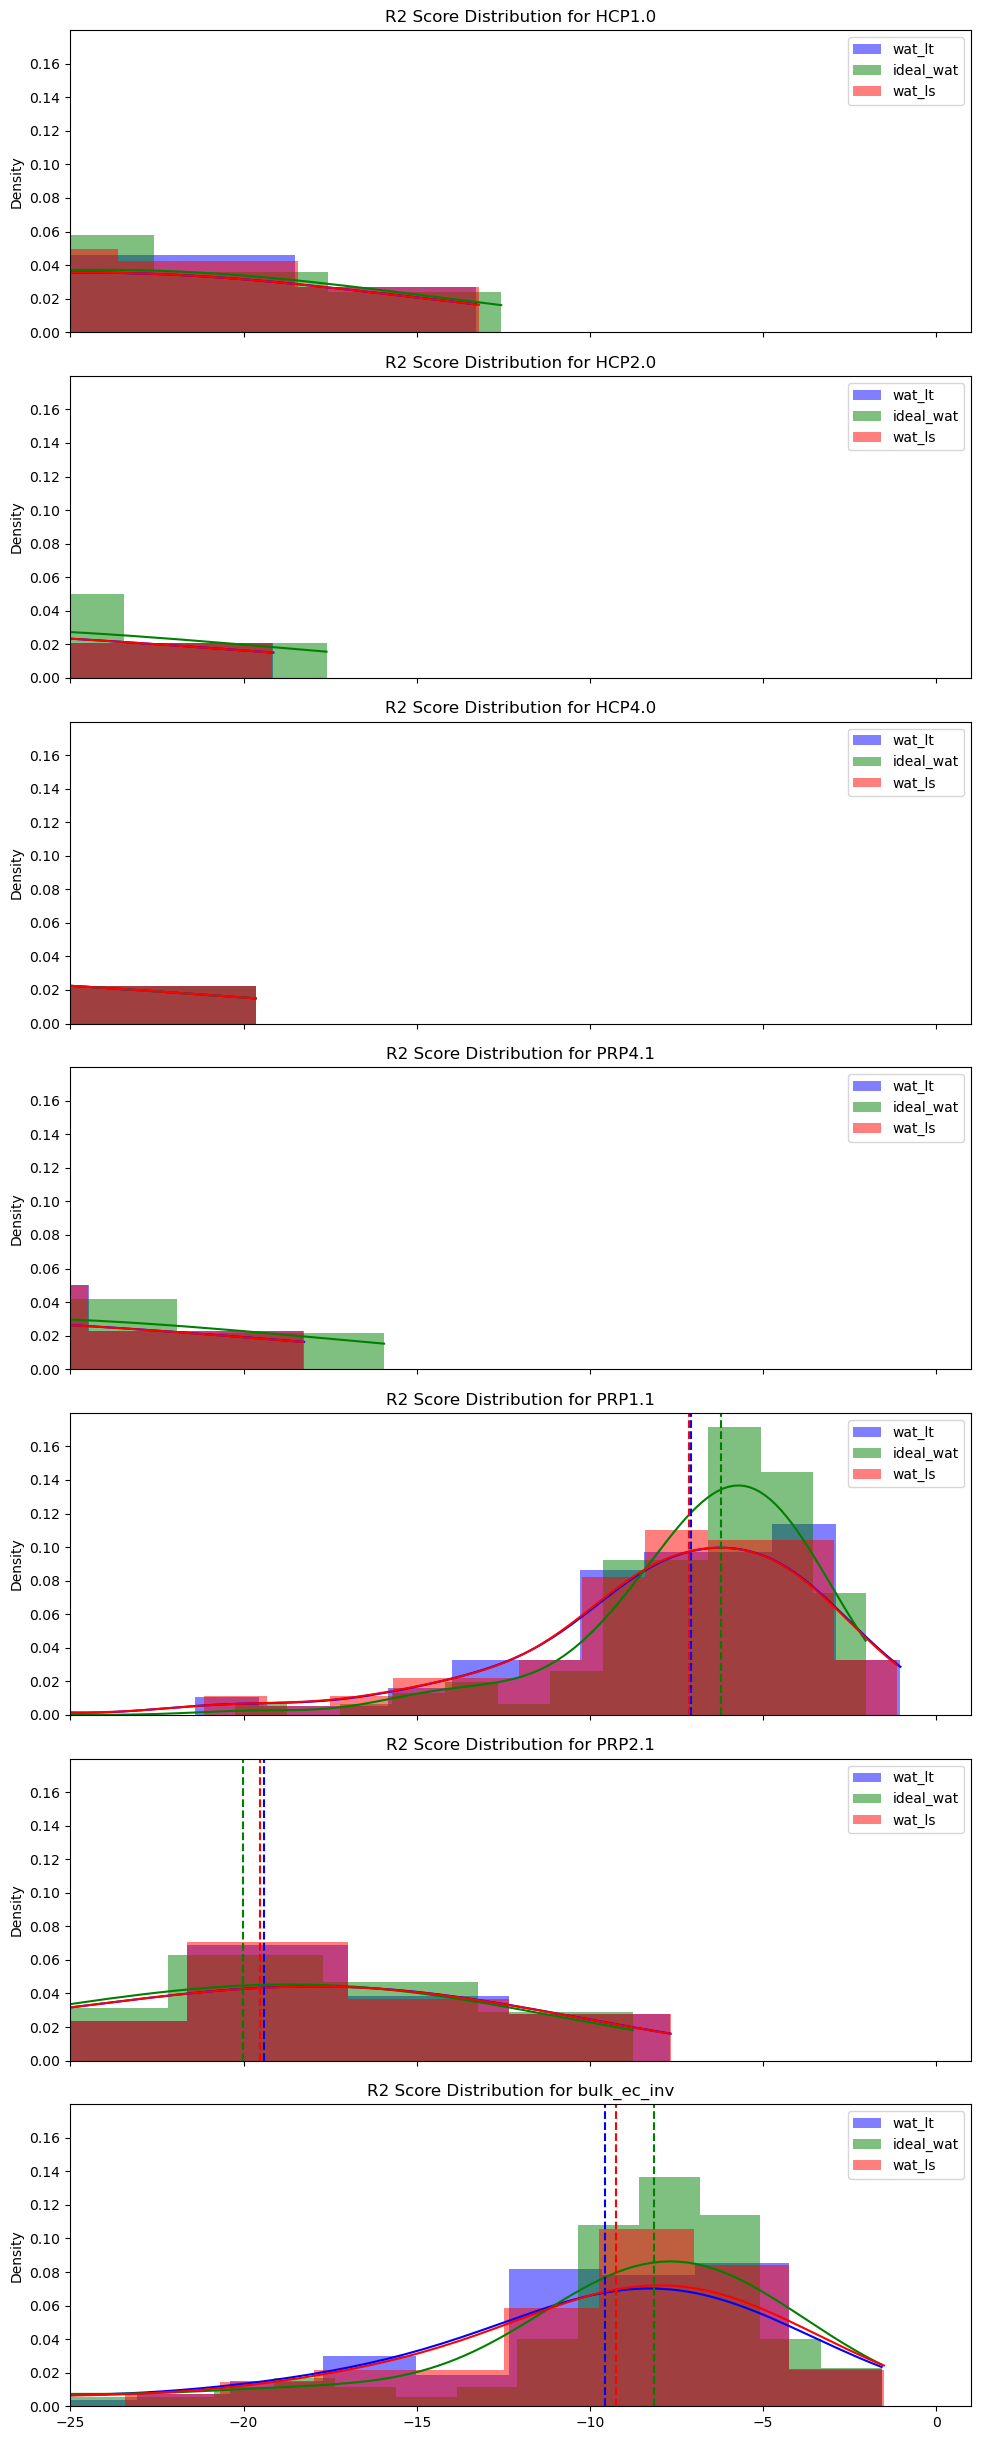 R2 Score Distribution for HCP1.0
0.16
0.14
0.12
0.10
0.08
0.06
0.04
0.02
0.00
Density
wat_lt
ideal_wat
wat_ls
R2 Score Distribution for HCP2.0
0.16
0.14
0.12
0.10
0.08
0.06
0.04
0.02
0.00
Density
wat_lt
ideal_wat
wat_ls
R2 Score Distribution for HCP4.0
0.16
0.14
0.12
0.10
0.08
0.06
0.04
0.02
0.00
Density
wat_lt
ideal_wat
wat_ls
R2 Score Distribution for PRP4.1
0.16
0.14
0.12
0.10
0.08
0.06
0.04
0.02
0.00
Density
wat_lt
ideal_wat
wat_ls
R2 Score Distribution for PRP1.1
0.16
0.14
0.12
0.10
0.08
0.06
0.04
0.02
0.00
Density
wat_lt
ideal_wat
wat_ls
R2 Score Distribution for PRP2.1
0.16
0.14
0.12
0.10
0.08
0.06
0.04
0.02
0.00
Density
wat_lt
ideal_wat
wat_ls
R2 Score Distribution for bulk_ec_inv
0.16
0.14
0.12
0.10
0.08
0.06
0.04
0.02
0.00
Density
wat_lt
ideal_wat
wat_ls
−25 −20 −15 −10 −5 0